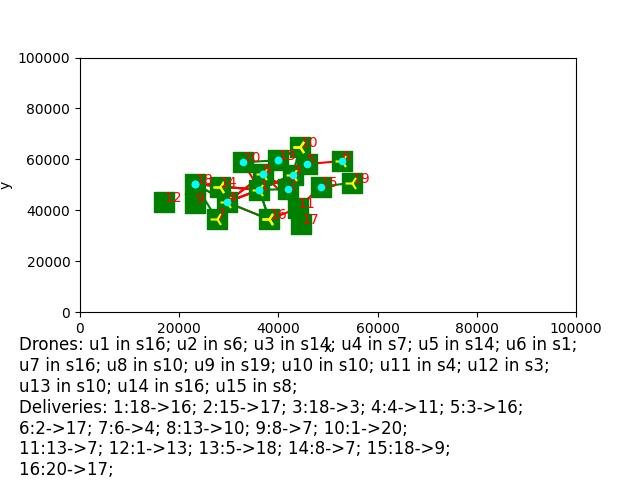 100000
80000
60000
y
40000
20000
0
0 20000 40000 60000 80000 100000
x
Drones: u1 in s16; u2 in s6; u3 in s14; u4 in s7; u5 in s14; u6 in s1;
u7 in s16; u8 in s10; u9 in s19; u10 in s10; u11 in s4; u12 in s3;
u13 in s10; u14 in s16; u15 in s8;
Deliveries: 1:18->16; 2:15->17; 3:18->3; 4:4->11; 5:3->16;
6:2->17; 7:6->4; 8:13->10; 9:8->7; 10:1->20;
11:13->7; 12:1->13; 13:5->18; 14:8->7; 15:18->9;
16:20->17;